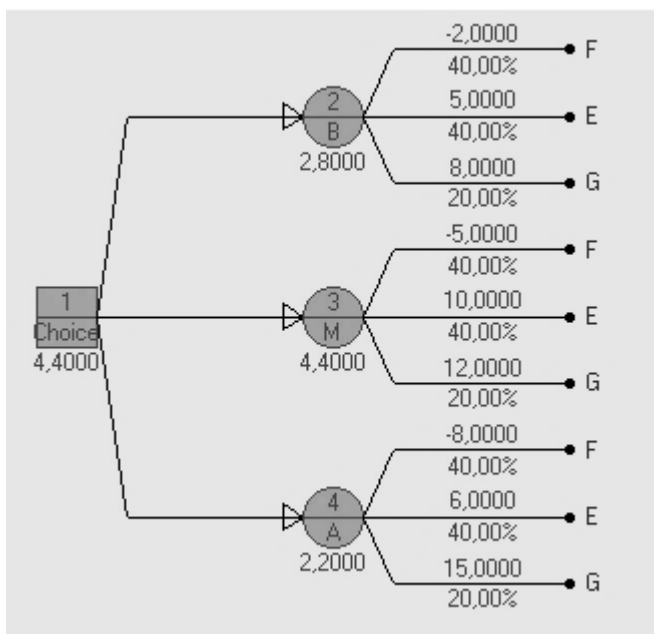 -2,0000
F
40,00%
2
B
2,8000
5,0000
E
40,00%
8,0000
G
20,00%
-5,0000
F
40,00%
1
Choice
4,4000
3
M
4,4000
10,0000
E
40,00%
12,0000
G
20,00%
-8,0000
F
40,00%
4
A
2,2000
6,0000
E
40,00%
15,0000
G
20,00%